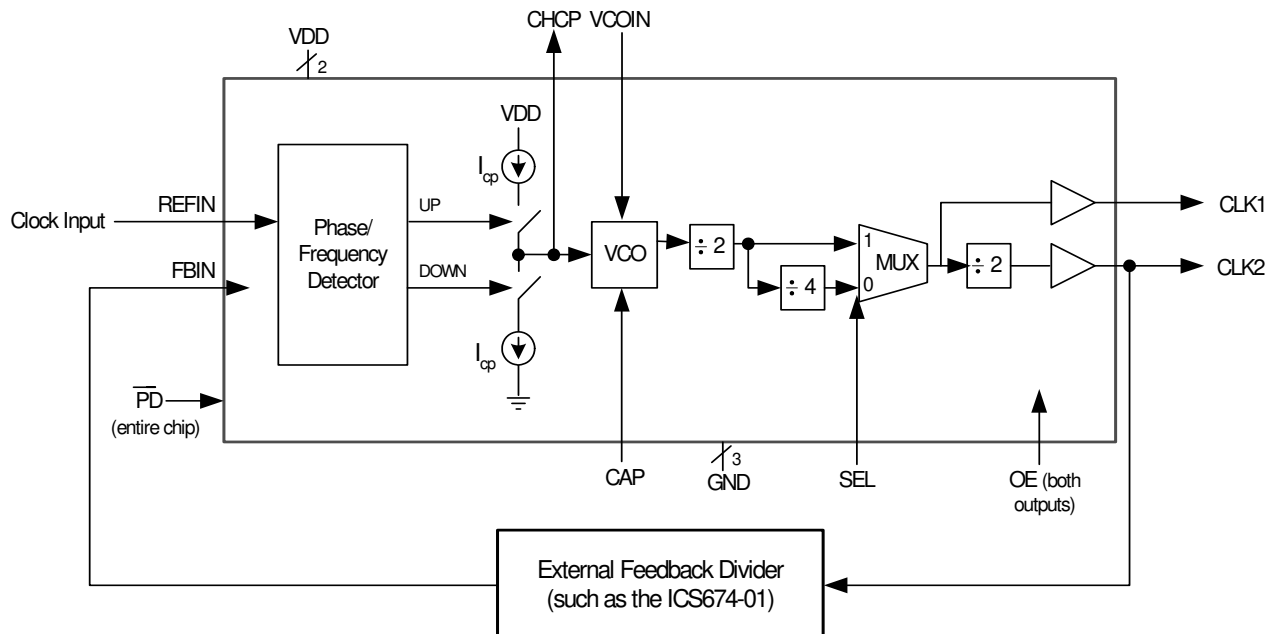 CHCP VCOIN
VDD
2
VDD
I_cp
Clock Input
REFIN
UP
Phase/
Frequency
Detector
VCO
÷ 2
1
MUX
0
÷ 4
÷ 2
CLK1
CLK2
FBIN
DOWN
I_cp
PD
(entire chip)
CAP
3
GND
SEL
OE (both
outputs)
External Feedback Divider
(such as the ICS674-01)